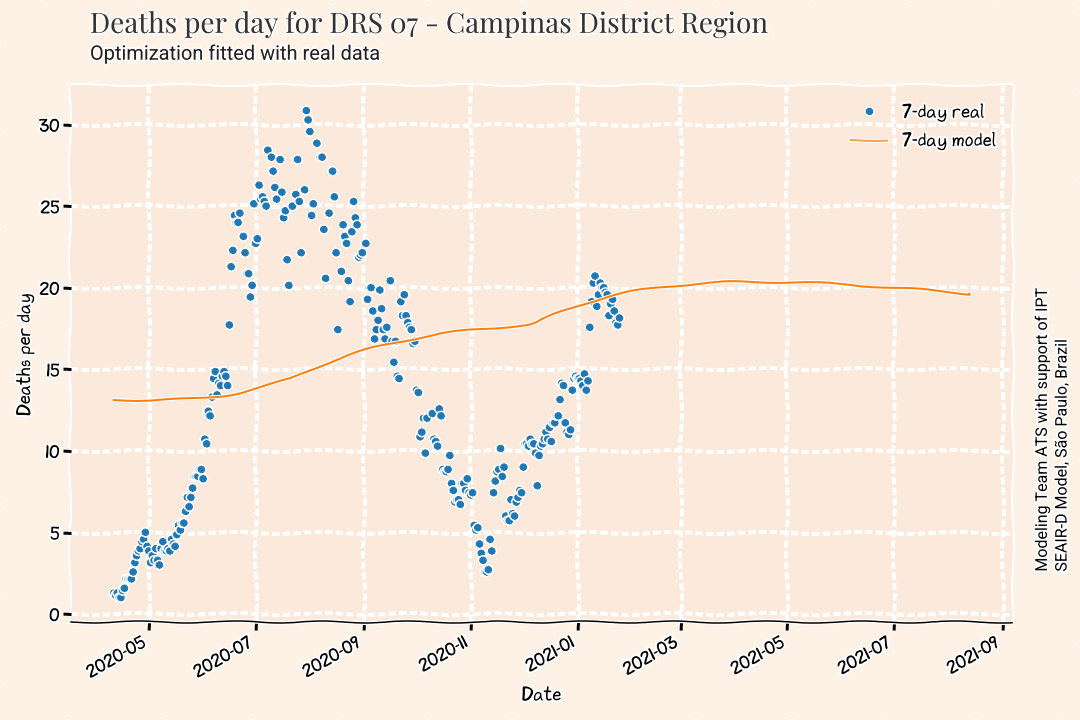 Deaths per day for DRS 07 - Campinas District Region
Optimization fitted with real data
7-day real
7-day model
30
25
20
15
10
5
0
Deaths per day
2020-05
2020-07
2020-09
2020-11
2021-01
2021-03
2021-05
2021-07
2021-09
Date
Modeling Team ATS with support of IPT
SEAIR-D Model, São Paulo, Brazil